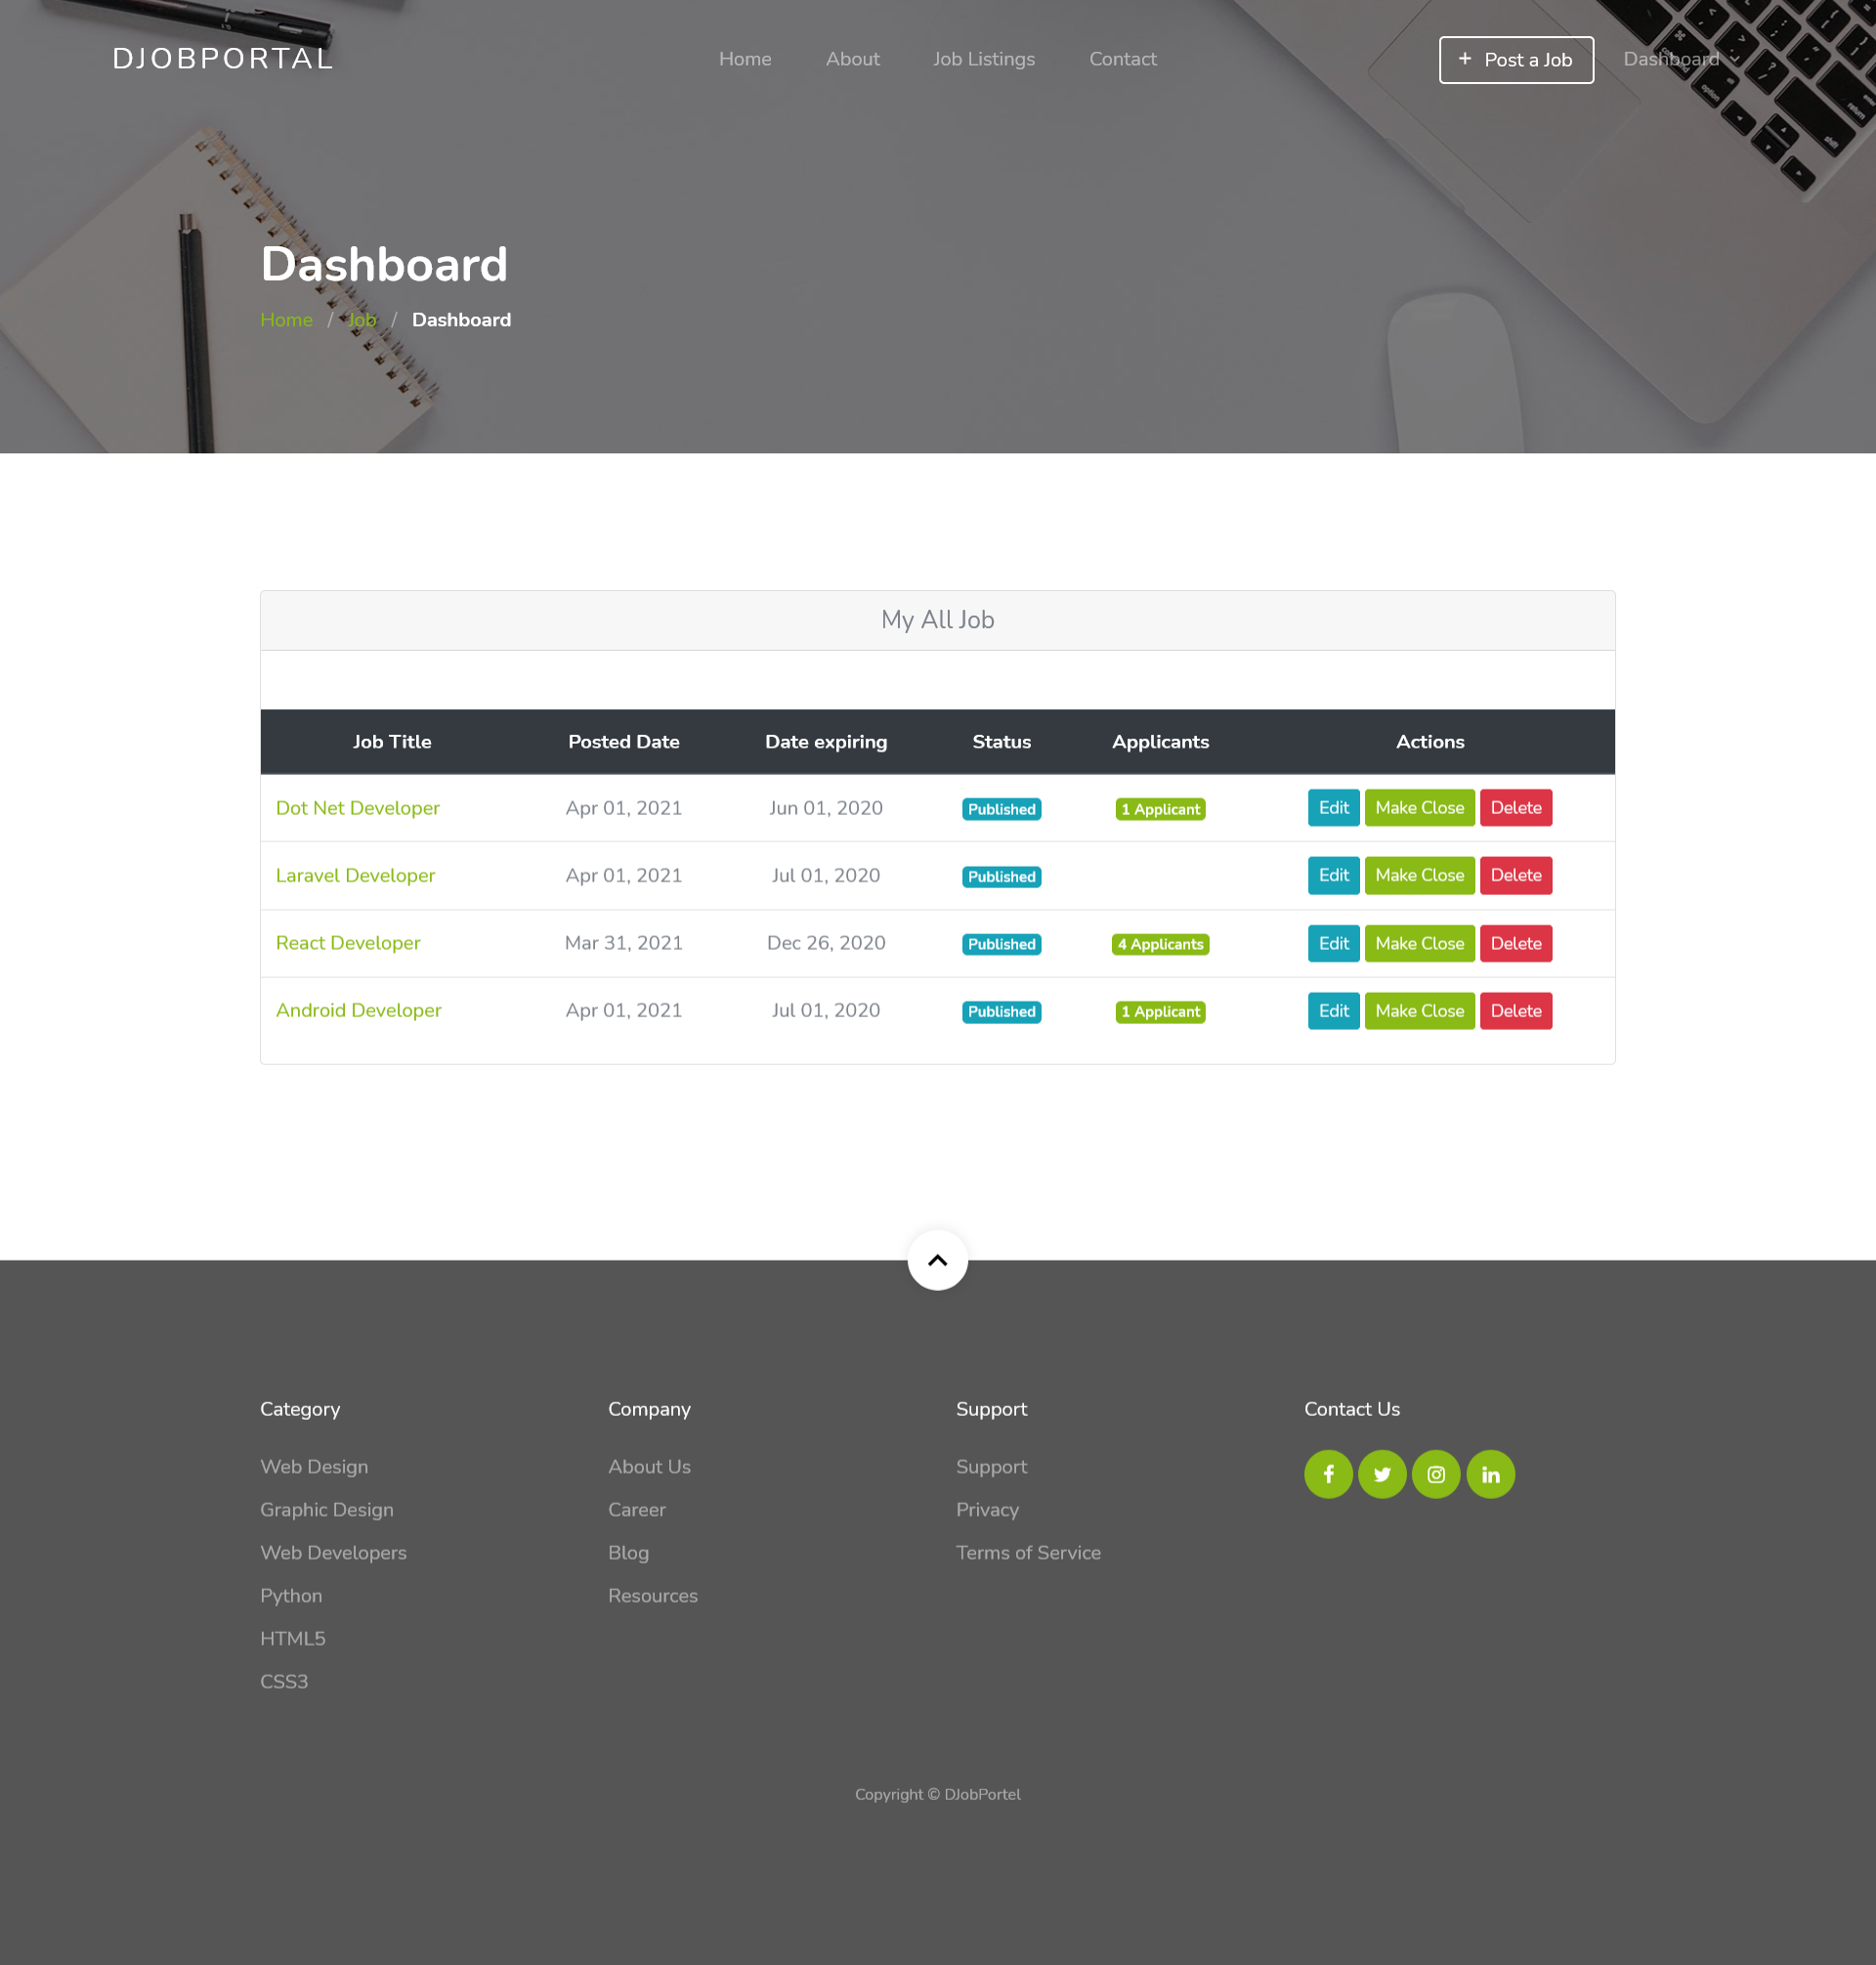 DJOBPORTAL Home About Job Listings Contact + Post a Job Dashboard
Dashboard
Home / Job / Dashboard
My All Job
Job Title Posted Date Date expiring Status Applicants Actions
Dot Net Developer Apr 01, 2021 Jun 01, 2020 Published 1 Applicant Edit Make Close Delete
Laravel Developer Apr 01, 2021 Jul 01, 2020 Published Edit Make Close Delete
React Developer Mar 31, 2021 Dec 26, 2020 Published 4 Applicants Edit Make Close Delete
Android Developer Apr 01, 2021 Jul 01, 2020 Published 1 Applicant Edit Make Close Delete
Category
Web Design
Graphic Design
Web Developers
Python
HTML5
CSS3
Company
About Us
Career
Blog
Resources
Support
Support
Privacy
Terms of Service
Contact Us
Copyright © DJobPortel